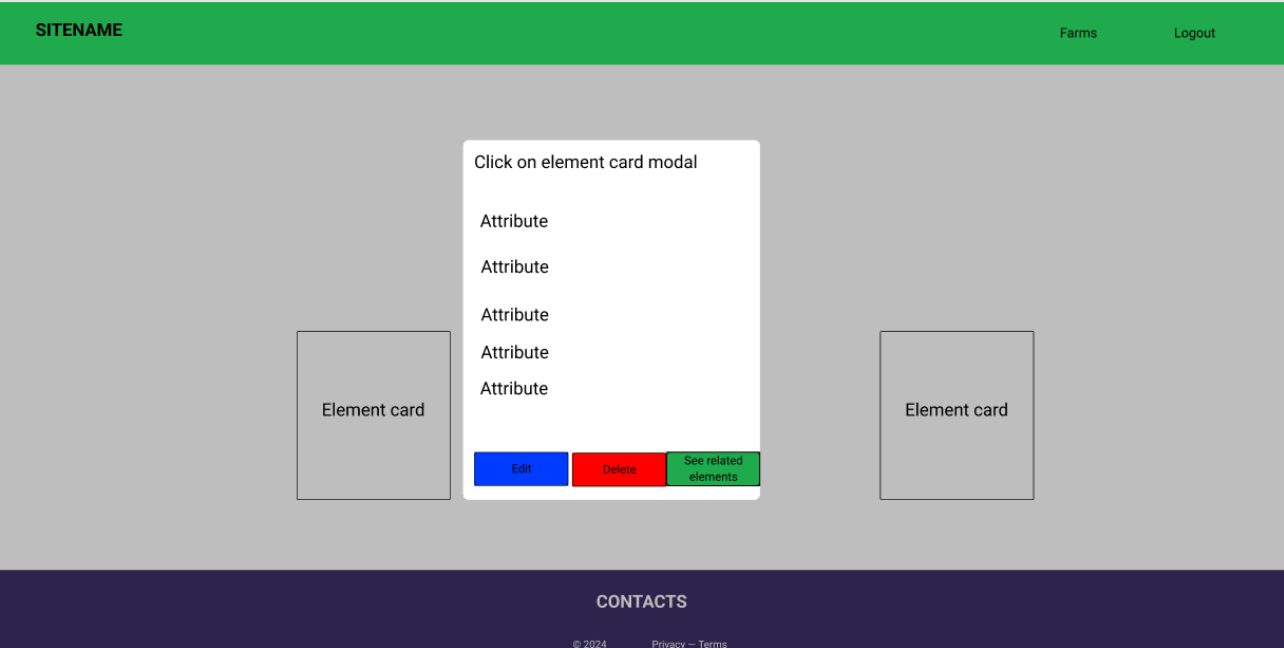 SITENAME
Farms
Logout
Click on element card modal
Attribute
Attribute
Attribute
Attribute
Attribute
Element card
Element card
Edit
Delete
See related
elements
CONTACTS
© 2024
Privacy — Terms